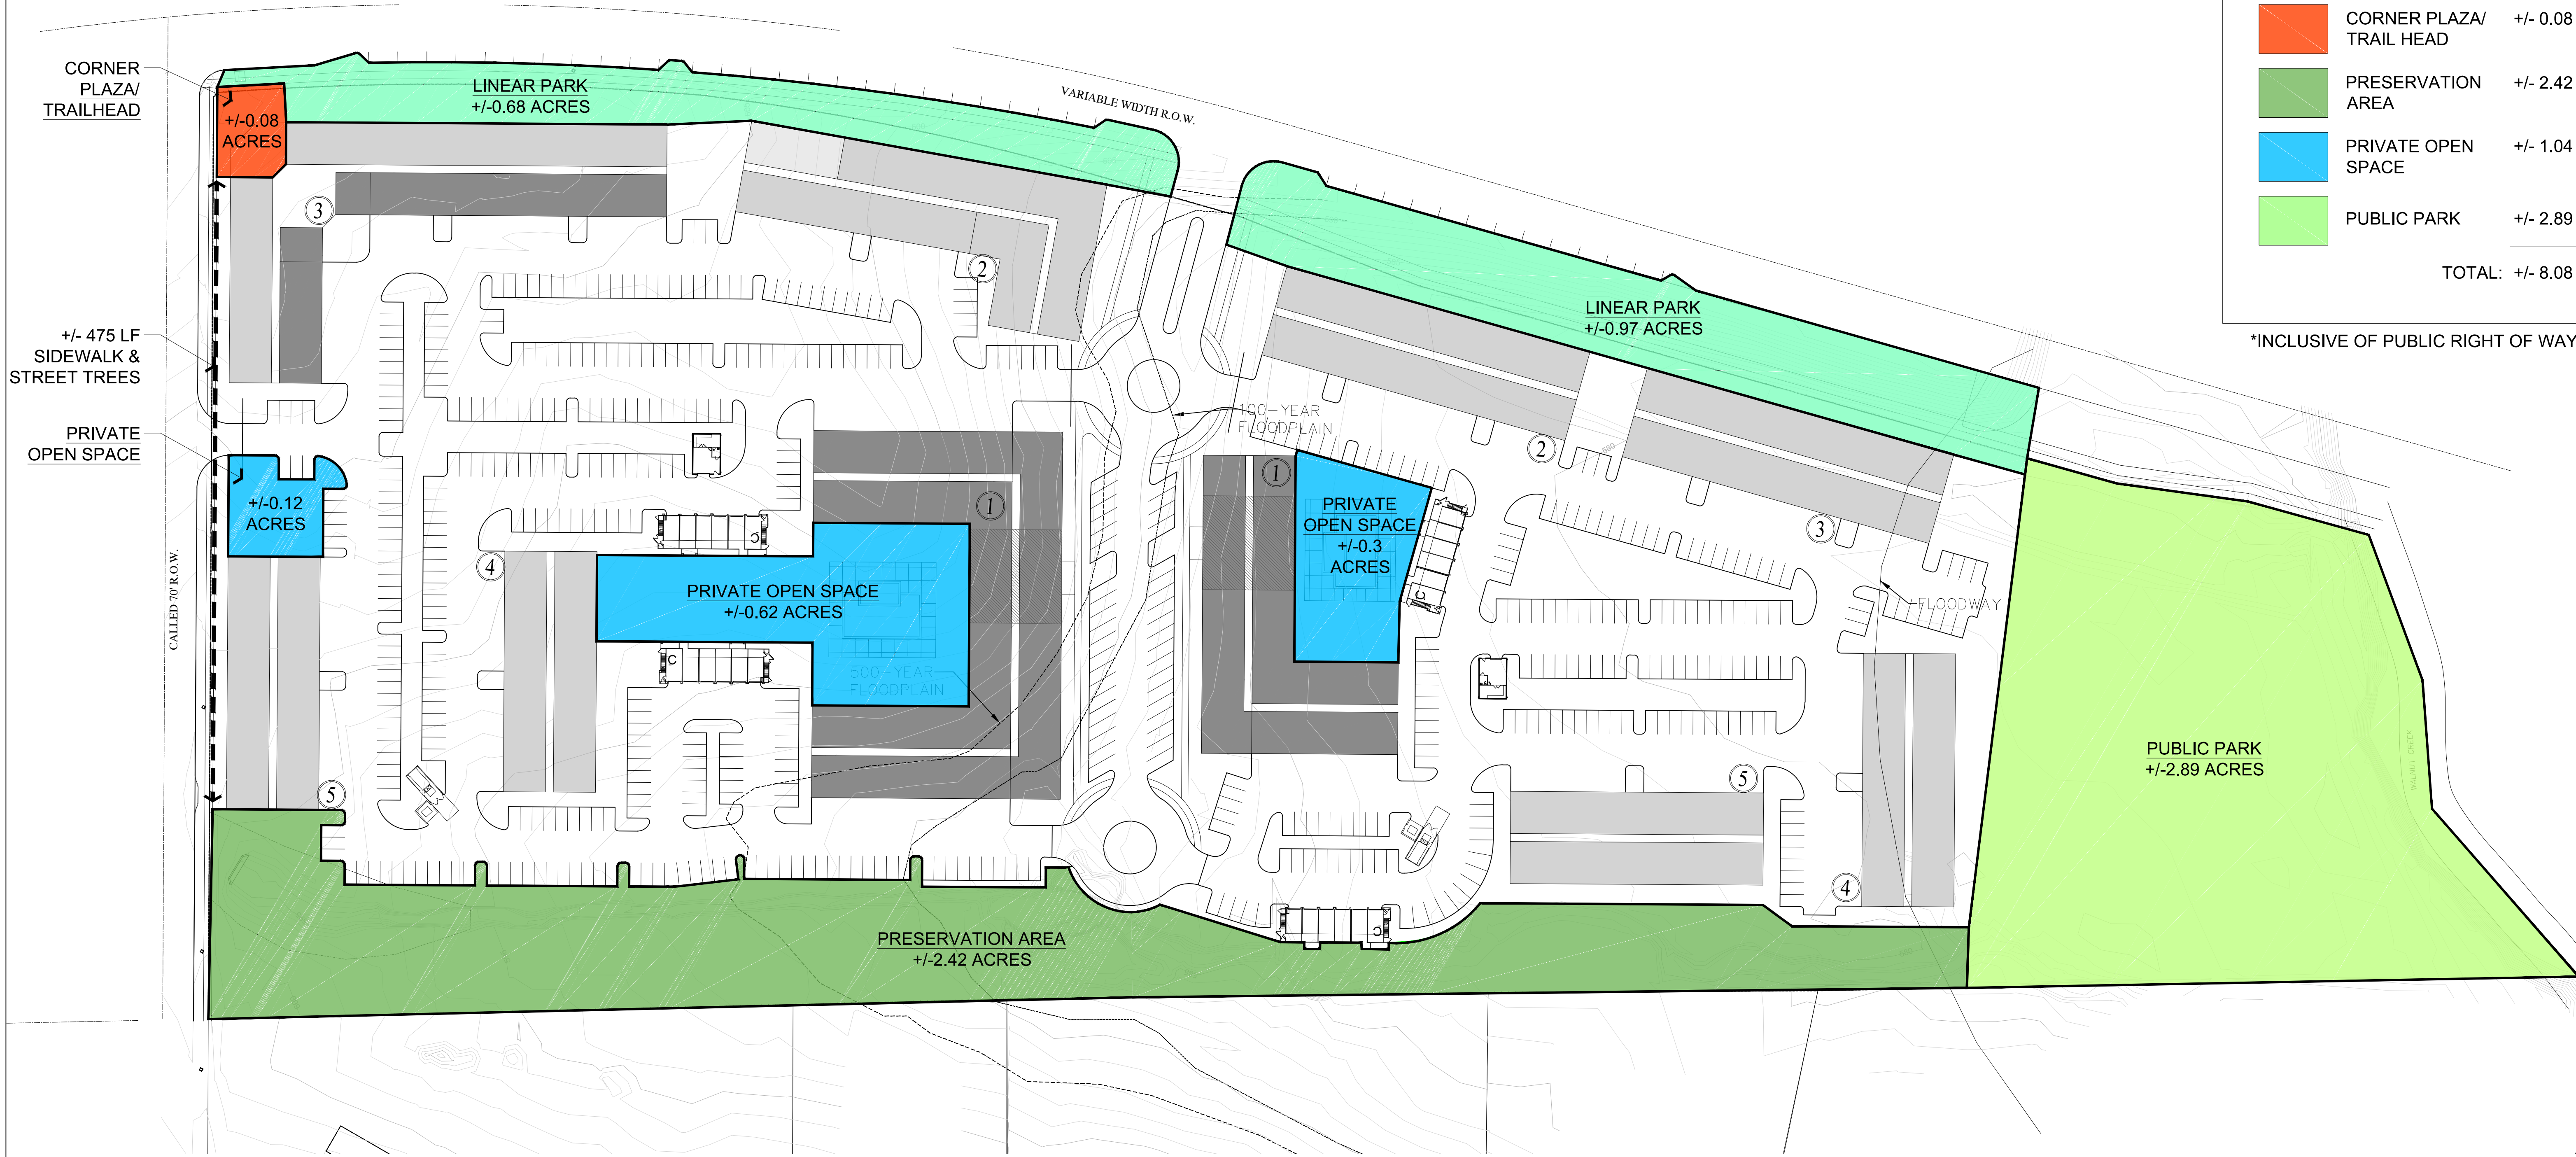 CORNER
PLAZA/
TRAILHEAD
+/-0.08
ACRES
LINEAR PARK
+/-0.68 ACRES
VARIABLE WIDTH R.O.W.
CORNER PLAZA/ +/- 0.08
TRAIL HEAD
PRESERVATION +/- 2.42
AREA
PRIVATE OPEN +/- 1.04
SPACE
PUBLIC PARK +/- 2.89
TOTAL: +/- 8.08
*INCLUSIVE OF PUBLIC RIGHT OF WAY
3
2
LINEAR PARK
+/-0.97 ACRES
+/- 475 LF
SIDEWALK &
STREET TREES
PRIVATE
OPEN SPACE
+/-0.12
ACRES
CALLED 70' R.O.W.
100-YEAR
FLOODPLAIN
2
580
1
1
3
4
PRIVATE
OPEN SPACE
+/-0.3
ACRES
PRIVATE OPEN SPACE
+/-0.62 ACRES
FLOODWAY
500-YEAR
FLOODPLAIN
PUBLIC PARK
+/-2.89 ACRES
WALNUT CREEK
5
5
4
PRESERVATION AREA
+/-2.42 ACRES